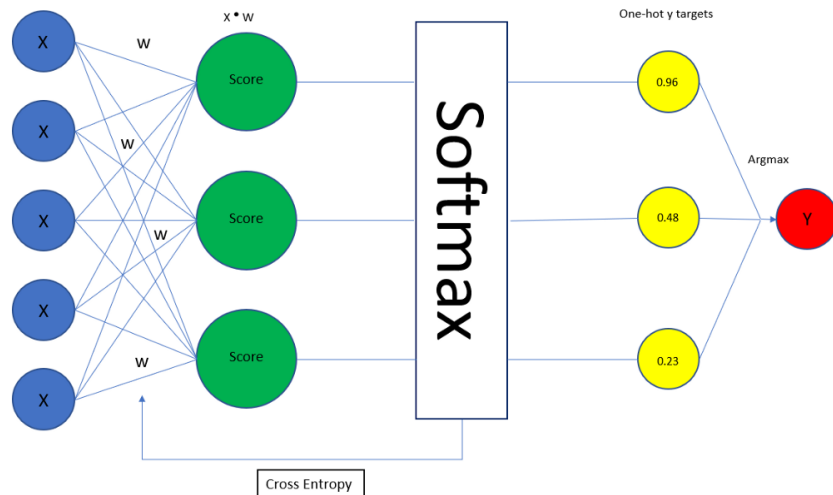 X • W
One-hot y targets
X
W
Score
0.96
X
W
Softmax
Argmax
X
W
Score
0.48
Y
X
W
Score
0.23
X
Cross Entropy